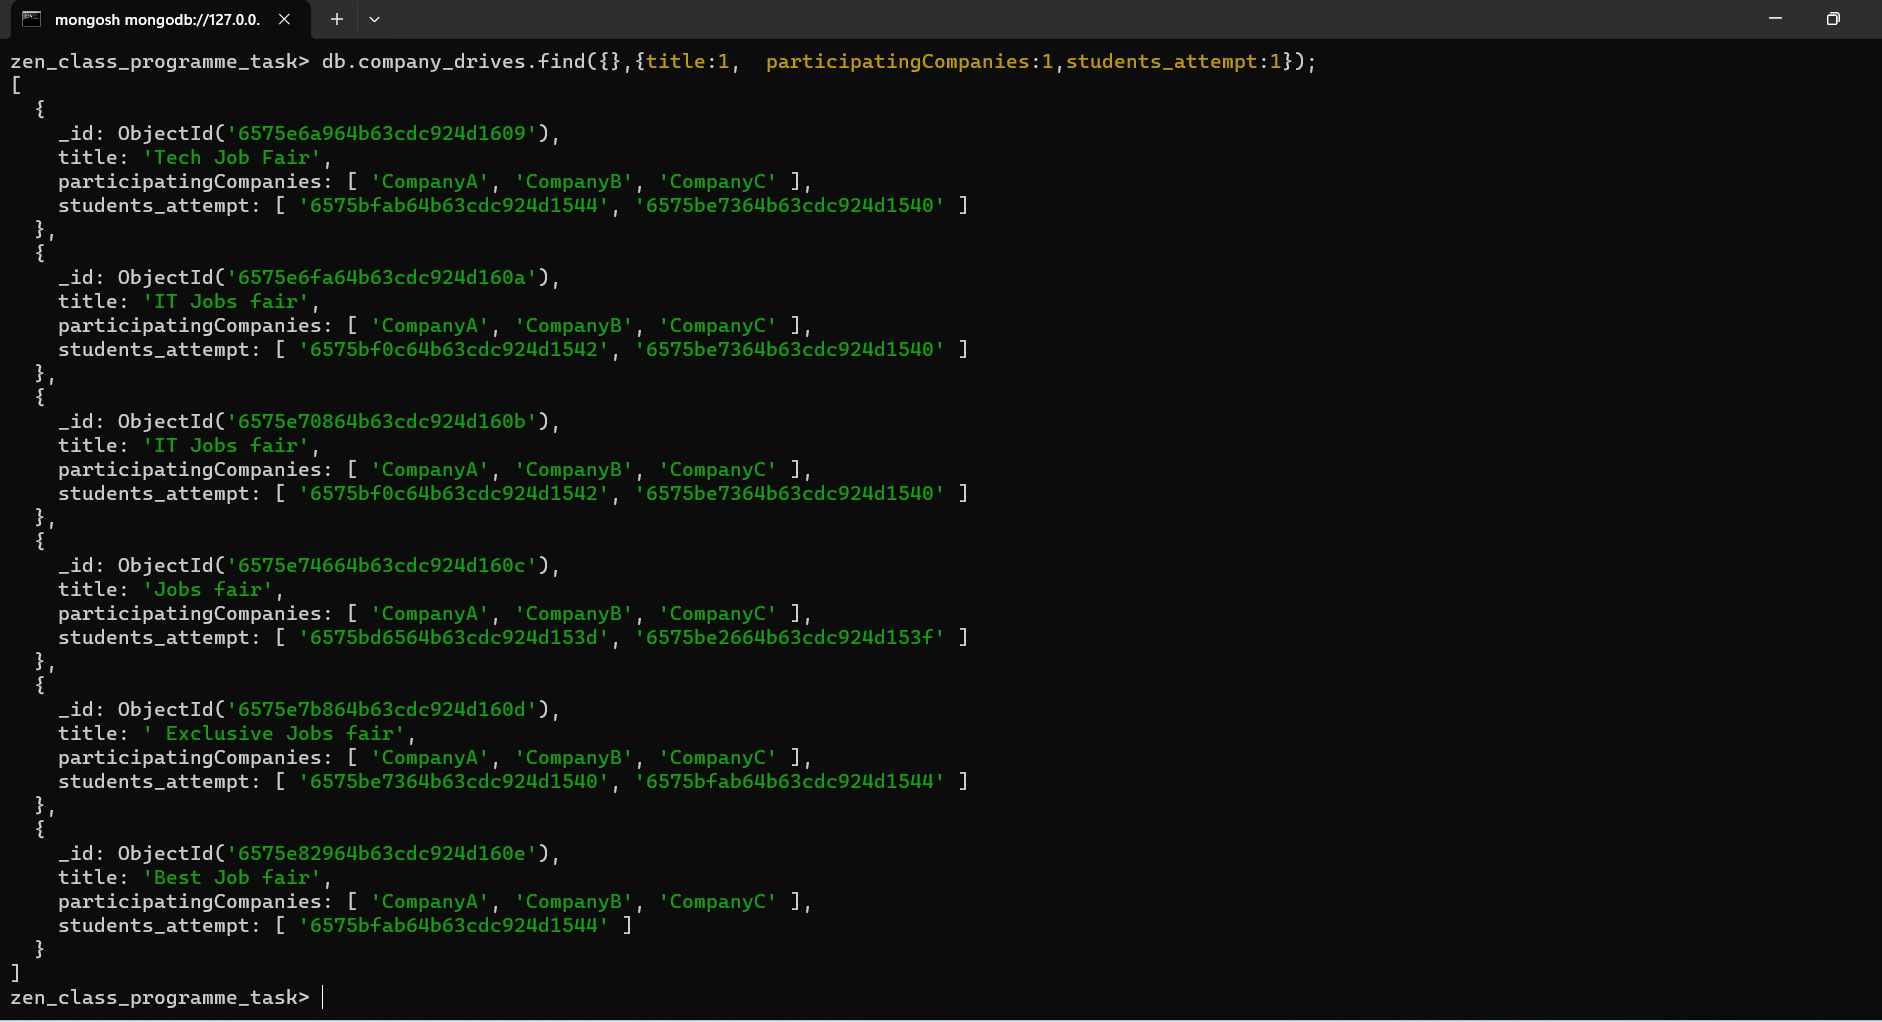 mongosh mongodb://127.0.0.
zen_class_programme_task> db.company_drives.find({},{title:1,  participatingCompanies:1,students_attempt:1});
[
  {
    _id: ObjectId('6575e6a964b63cdc924d1609'),
    title: 'Tech Job Fair',
    participatingCompanies: [ 'CompanyA', 'CompanyB', 'CompanyC' ],
    students_attempt: [ '6575bfab64b63cdc924d1544', '6575be7364b63cdc924d1540' ]
  },
  {
    _id: ObjectId('6575e6fa64b63cdc924d160a'),
    title: 'IT Jobs fair',
    participatingCompanies: [ 'CompanyA', 'CompanyB', 'CompanyC' ],
    students_attempt: [ '6575bf0c64b63cdc924d1542', '6575be7364b63cdc924d1540' ]
  },
  {
    _id: ObjectId('6575e70864b63cdc924d160b'),
    title: 'IT Jobs fair',
    participatingCompanies: [ 'CompanyA', 'CompanyB', 'CompanyC' ],
    students_attempt: [ '6575bf0c64b63cdc924d1542', '6575be7364b63cdc924d1540' ]
  },
  {
    _id: ObjectId('6575e74664b63cdc924d160c'),
    title: 'Jobs fair',
    participatingCompanies: [ 'CompanyA', 'CompanyB', 'CompanyC' ],
    students_attempt: [ '6575bd6564b63cdc924d153d', '6575be2664b63cdc924d153f' ]
  },
  {
    _id: ObjectId('6575e7b864b63cdc924d160d'),
    title: ' Exclusive Jobs fair',
    participatingCompanies: [ 'CompanyA', 'CompanyB', 'CompanyC' ],
    students_attempt: [ '6575be7364b63cdc924d1540', '6575bfab64b63cdc924d1544' ]
  },
  {
    _id: ObjectId('6575e82964b63cdc924d160e'),
    title: 'Best Job fair',
    participatingCompanies: [ 'CompanyA', 'CompanyB', 'CompanyC' ],
    students_attempt: [ '6575bfab64b63cdc924d1544' ]
  }
]
zen_class_programme_task>